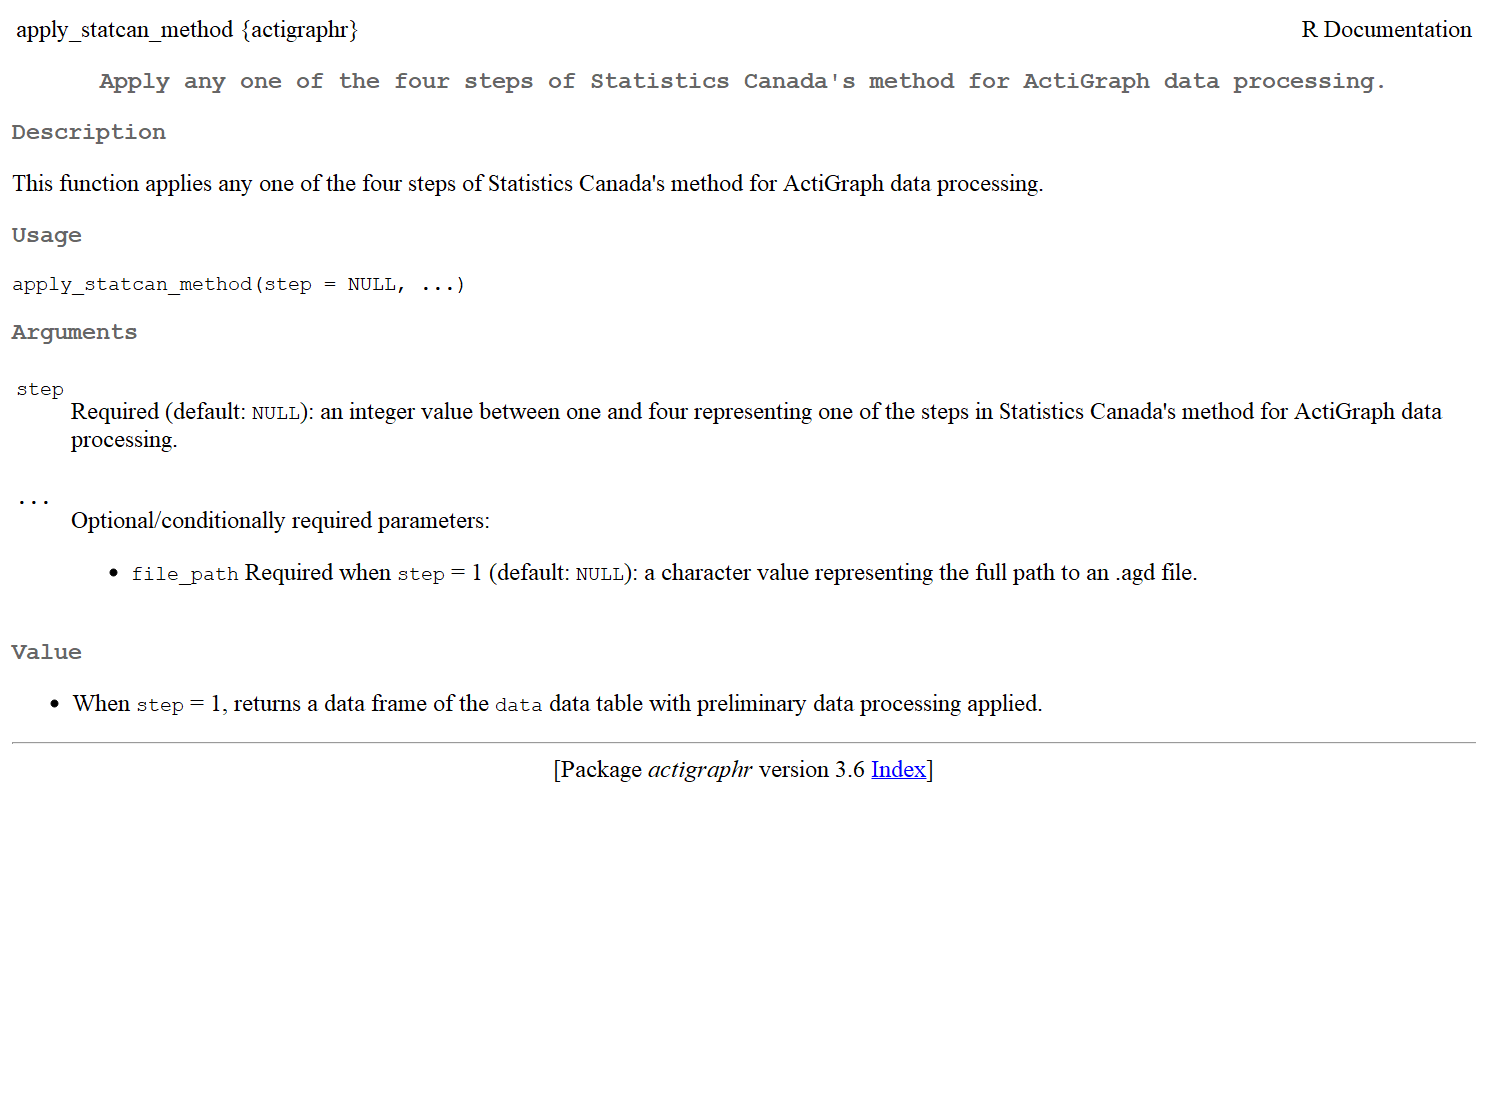 apply_statcan_method {actigraphr}
R Documentation
Apply any one of the four steps of Statistics Canada's method for ActiGraph data processing.
Description
This function applies any one of the four steps of Statistics Canada's method for ActiGraph data processing.
Usage
apply_statcan_method(step = NULL, ...)
Arguments
step
Required (default: NULL): an integer value between one and four representing one of the steps in Statistics Canada's method for ActiGraph data
processing.
...
Optional/conditionally required parameters:
• file_path Required when step = 1 (default: NULL): a character value representing the full path to an .agd file.
Value
• When step = 1, returns a data frame of the data data table with preliminary data processing applied.
[Package actigraphr version 3.6 Index]